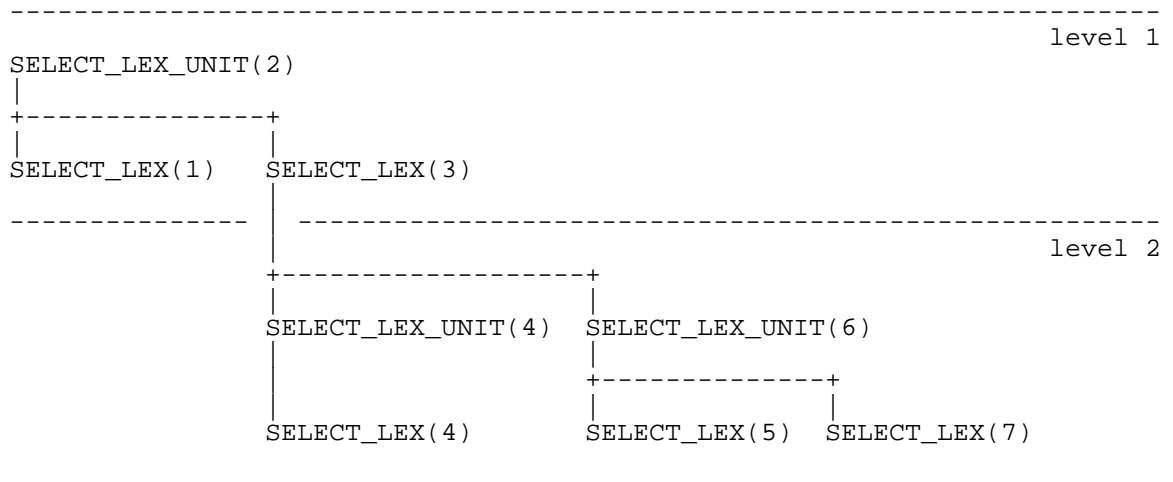 level 1
SELECT_LEX_UNIT(2)
SELECT_LEX(1) SELECT_LEX(3)
level 2
SELECT_LEX_UNIT(4) SELECT_LEX_UNIT(6)
SELECT_LEX(4) SELECT_LEX(5) SELECT_LEX(7)